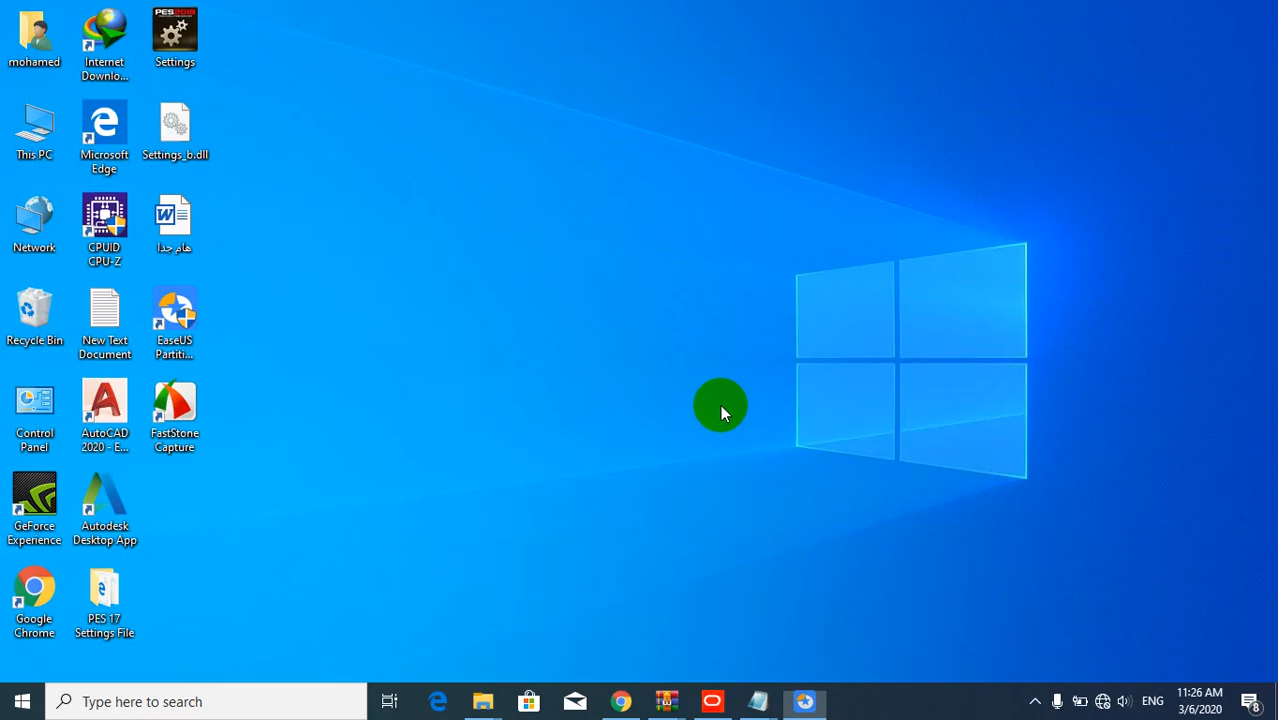 mohamed
Internet
Downlo...
PES2019
Settings
This PC
Microsoft
Edge
Settings_b.dll
Network
CPUID
CPU-Z
هام جدا
Recycle Bin
New Text
Document
EaseUS
Partiti...
Control
Panel
AutoCAD
2020 - E...
FastStone
Capture
GeForce
Experience
Autodesk
Desktop App
Google
Chrome
PES 17
Settings File
Type here to search
ENG
11:26 AM
3/6/2020
8